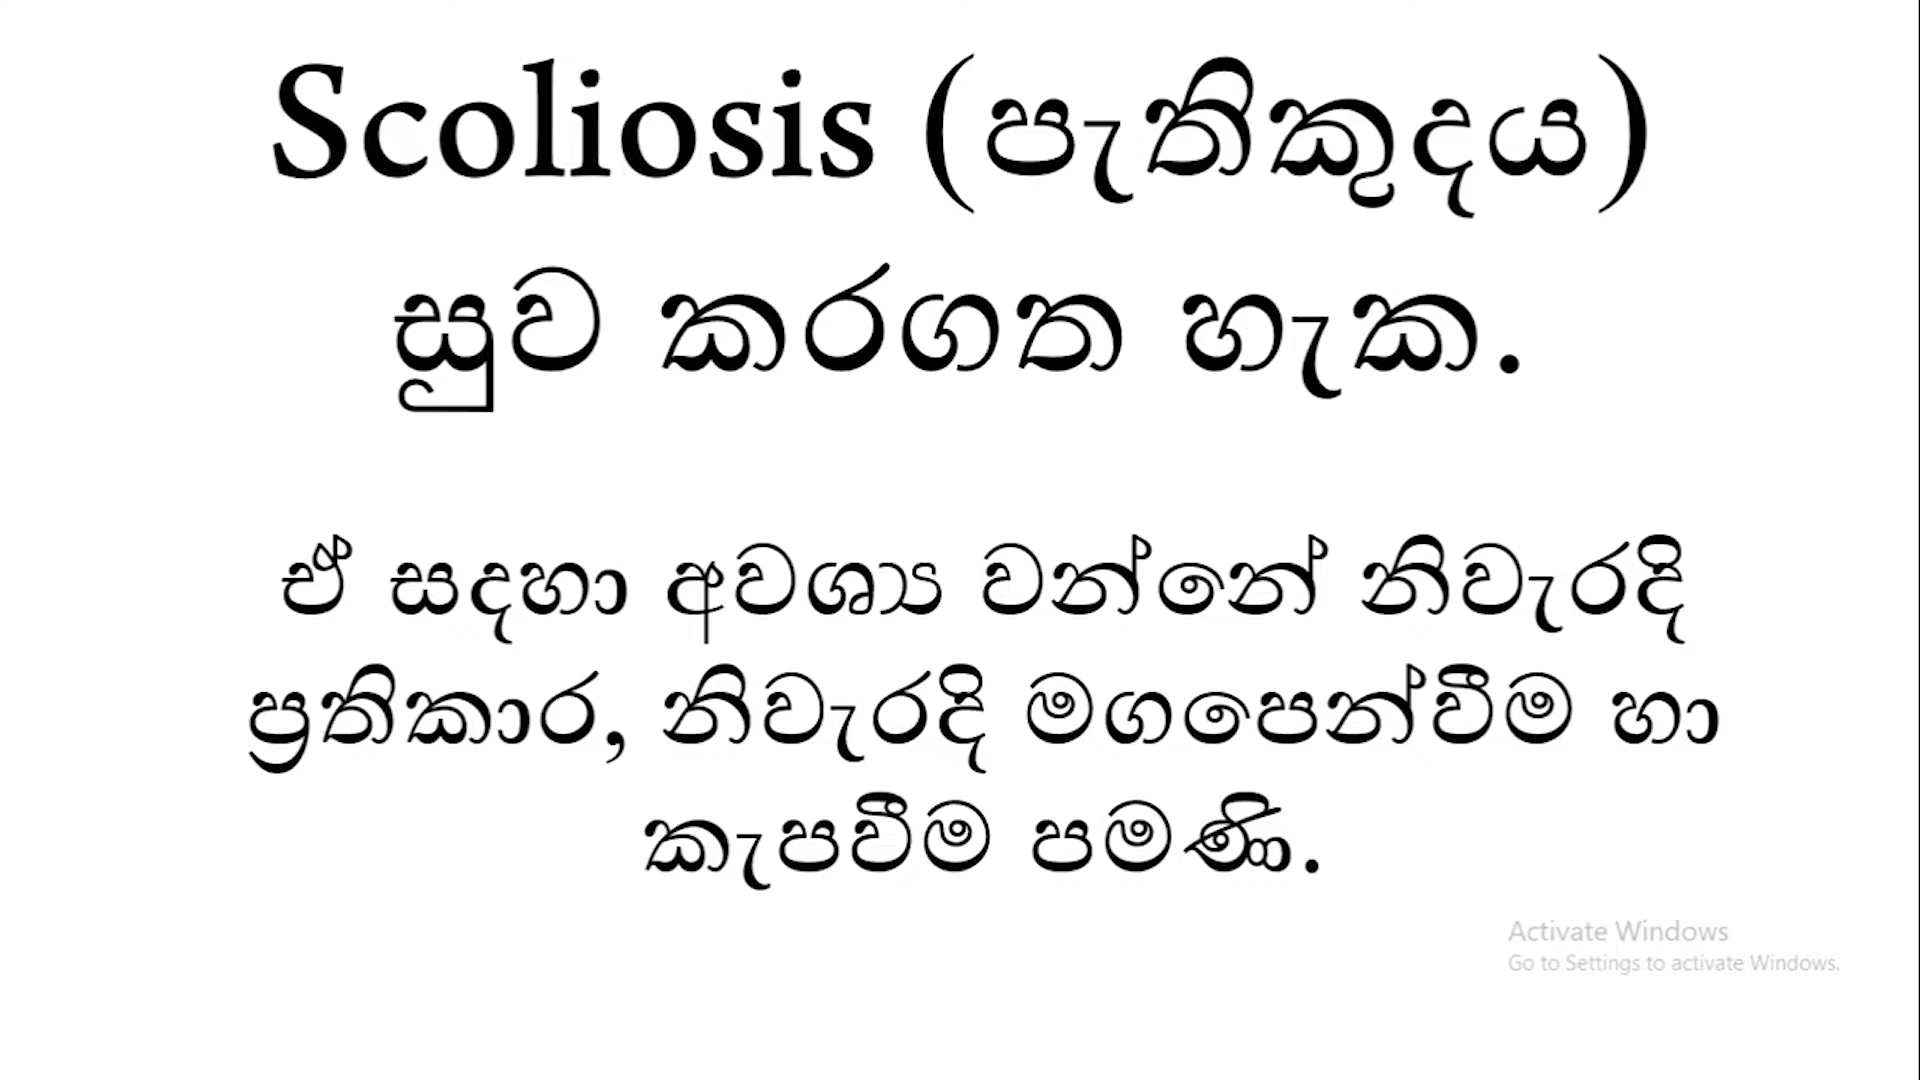 Scoliosis (පැතිකුදය)
සුව කරගත හැක.
ඒ සදහා අවශ්‍ය වන්නේ නිවැරදි
ප්‍රතිකාර, නිවැරදි මගපෙන්වීම හා
කැපවීම පමණි.
Activate Windows
Go to Settings to activate Windows.